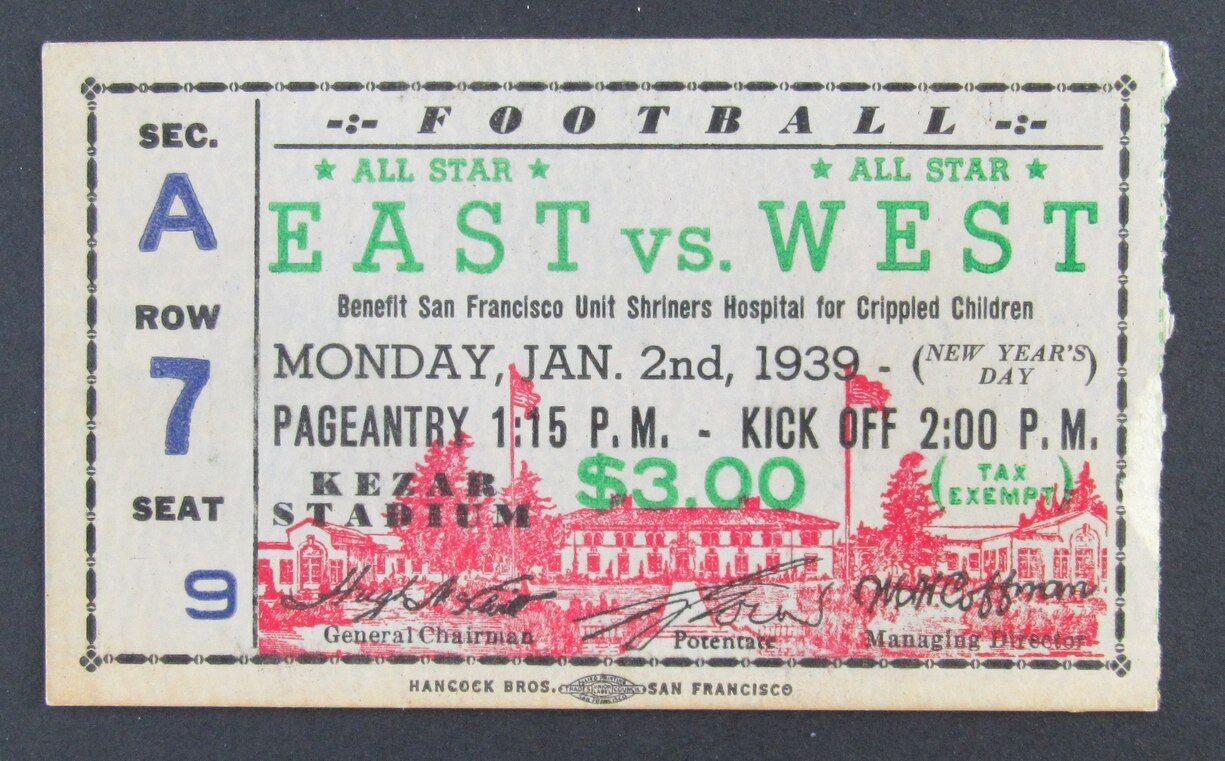 SEC.
A
ROW
7
SEAT
9
-:- FOOTBALL -:-
★ ALL STAR ★ ★ ALL STAR ★
EAST vs. WEST
Benefit San Francisco Unit Shriners Hospital for Crippled Children
MONDAY, JAN. 2nd, 1939 - (NEW YEAR'S DAY)
PAGEANTRY 1:15 P.M. - KICK OFF 2:00 P.M.
KEZAR
STADIUM
$3.00
(TAX
EXEMPT)
Wm H Coffman
General Chairman Potentate Managing Director
HANCOCK BROS. SAN FRANCISCO